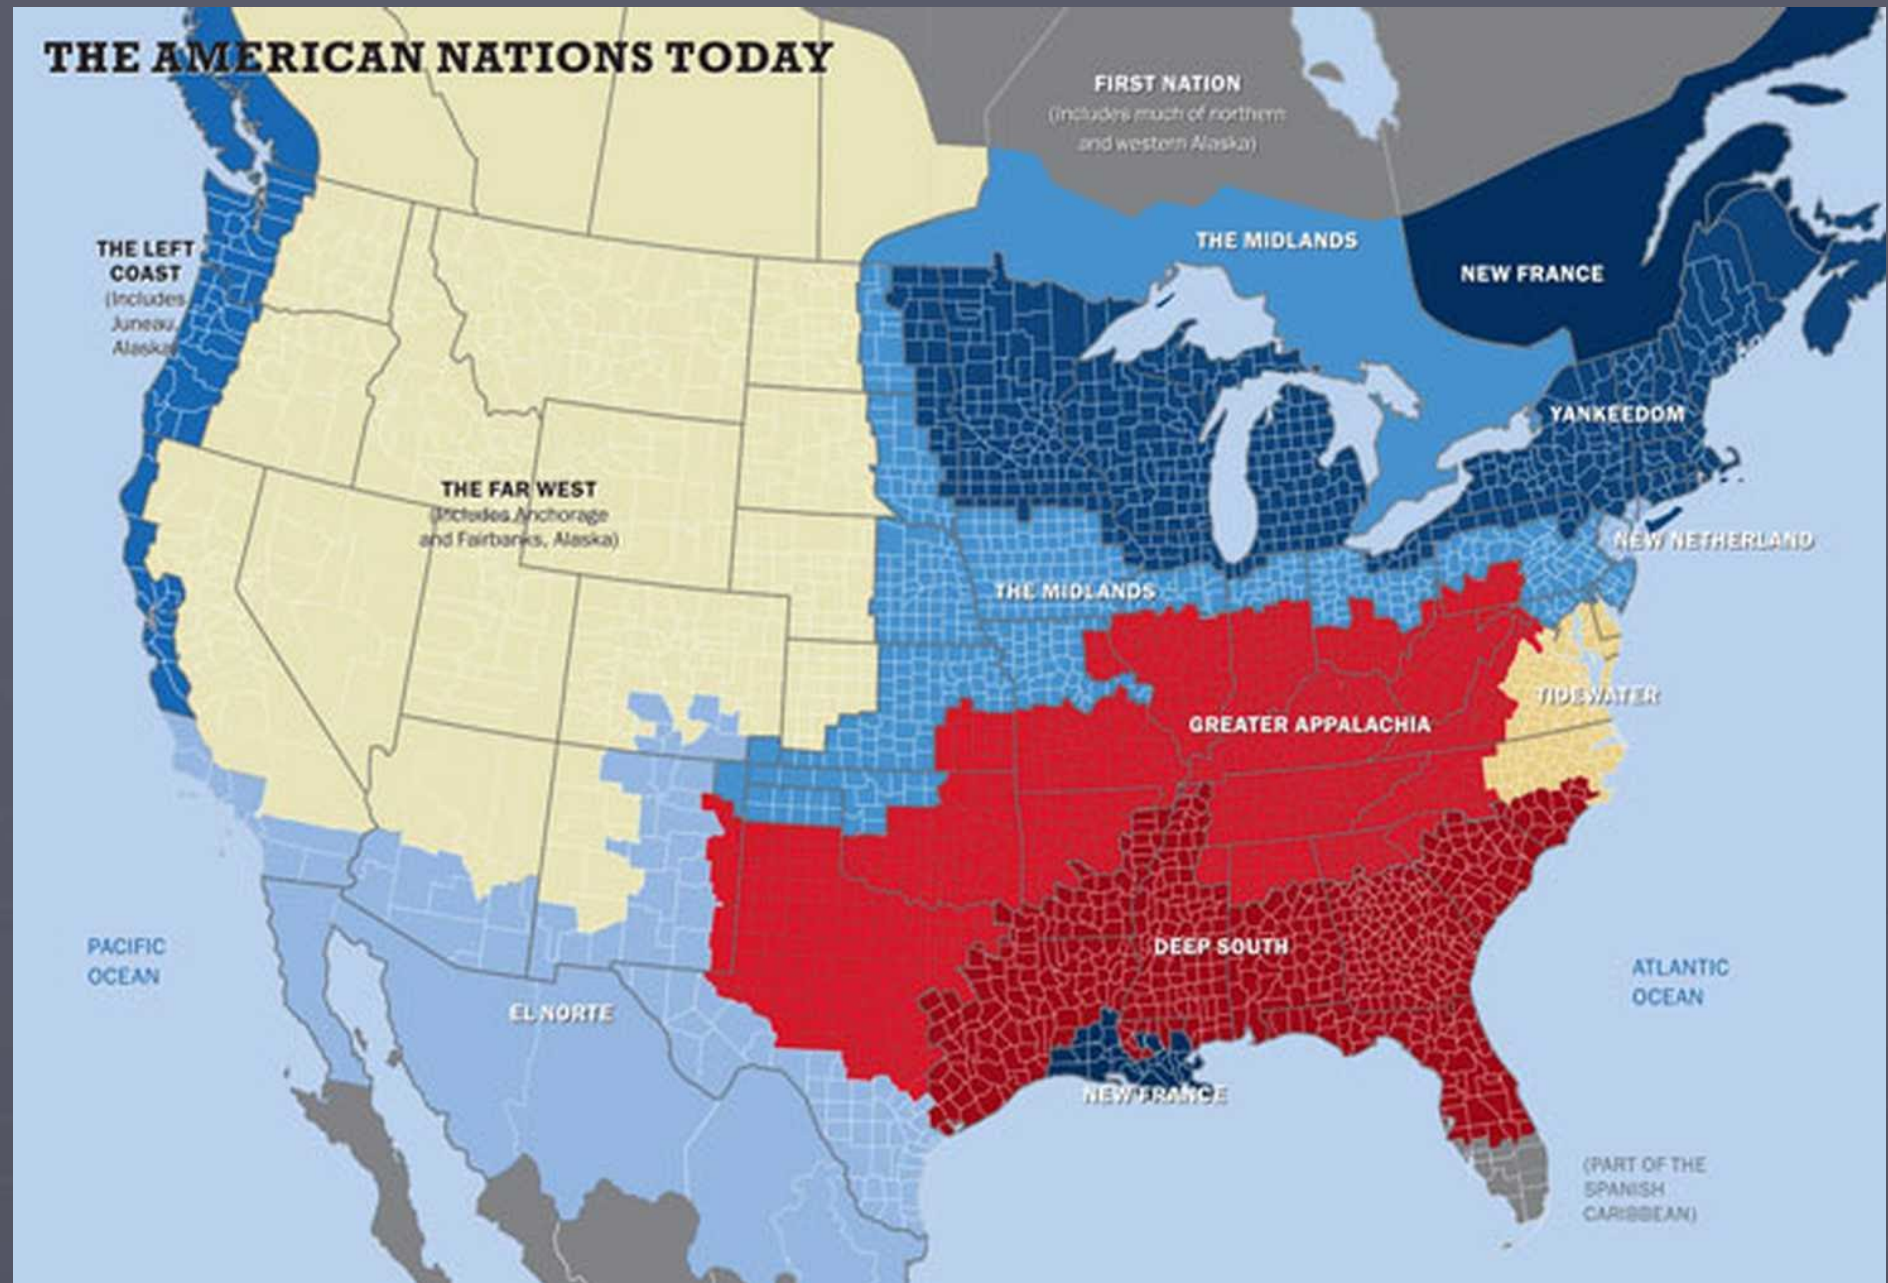 THE AMERICAN NATIONS TODAY
FIRST NATION
(includes much of northern
and western Alaska)
THE LEFT
COAST
(Includes
Juneau,
Alaska)
THE MIDLANDS
NEW FRANCE
YANKEEDOM
THE FAR WEST
(Includes Anchorage
and Fairbanks, Alaska)
NEW NETHERLAND
THE MIDLANDS
TIDEWATER
GREATER APPALACHIA
PACIFIC
OCEAN
DEEP SOUTH
ATLANTIC
OCEAN
EL NORTE
NEW FRANCE
(PART OF THE
SPANISH
CARIBBEAN)